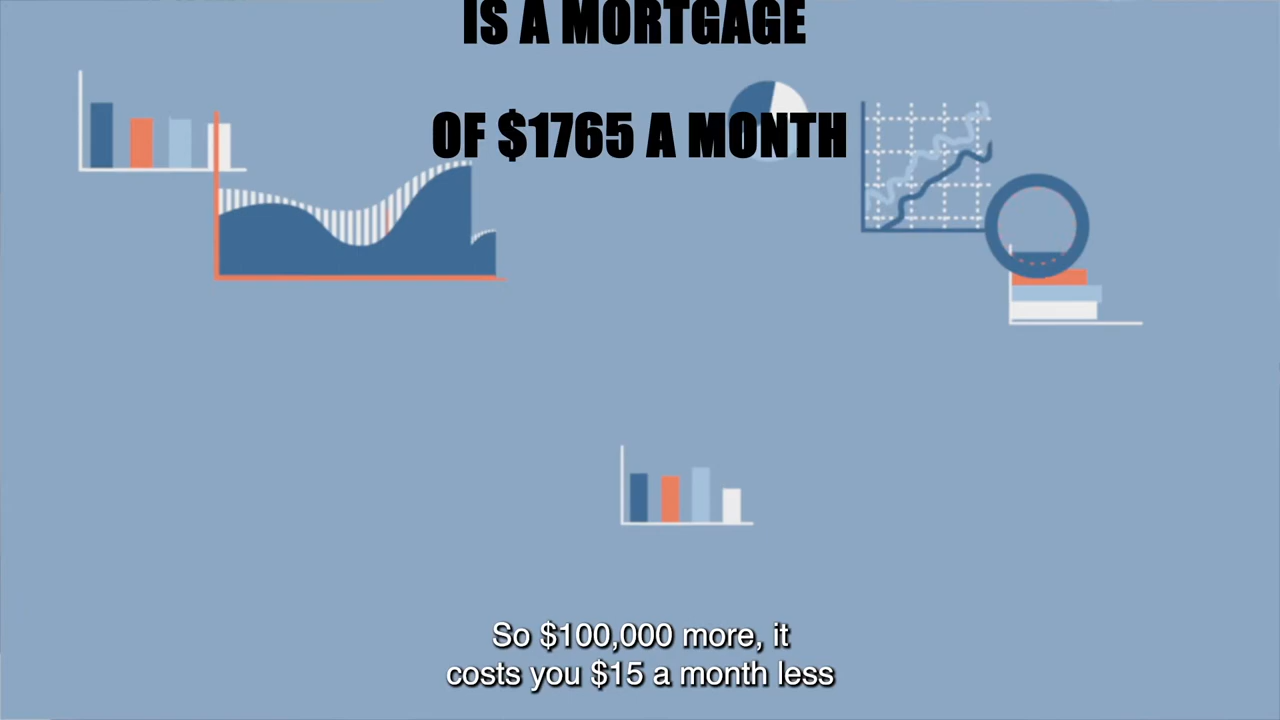 IS A MORTGAGE
OF $1765 A MONTH
So $100,000 more, it
costs you $15 a month less